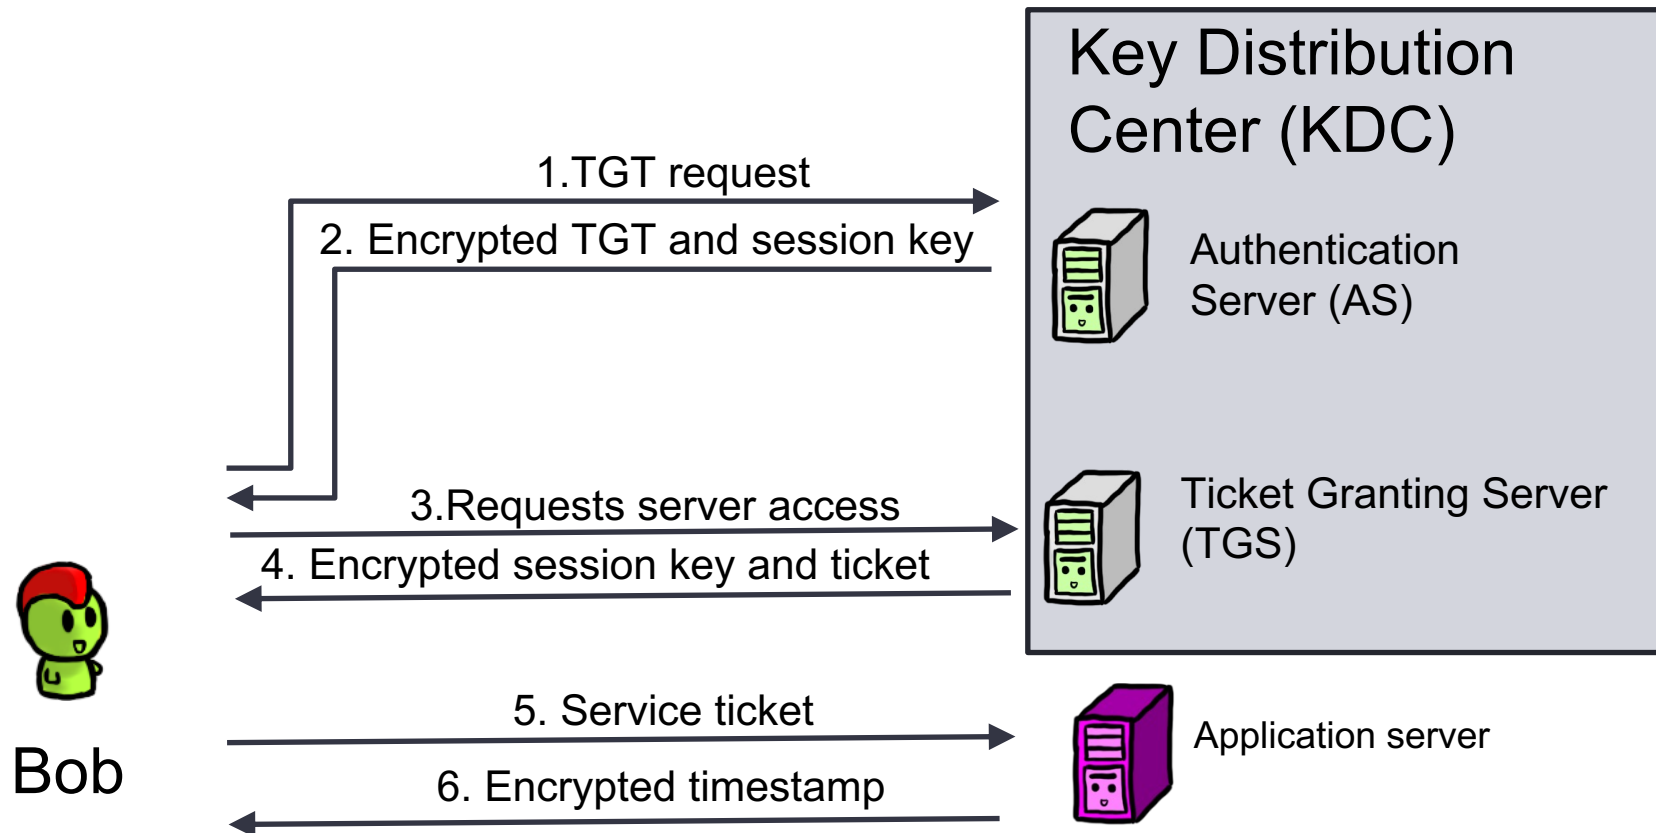 Key Distribution
Center (KDC)
1.TGT request
2. Encrypted TGT and session key
Authentication
Server (AS)
3.Requests server access
Ticket Granting Server
(TGS)
4. Encrypted session key and ticket
5. Service ticket
Application server
Bob
6. Encrypted timestamp